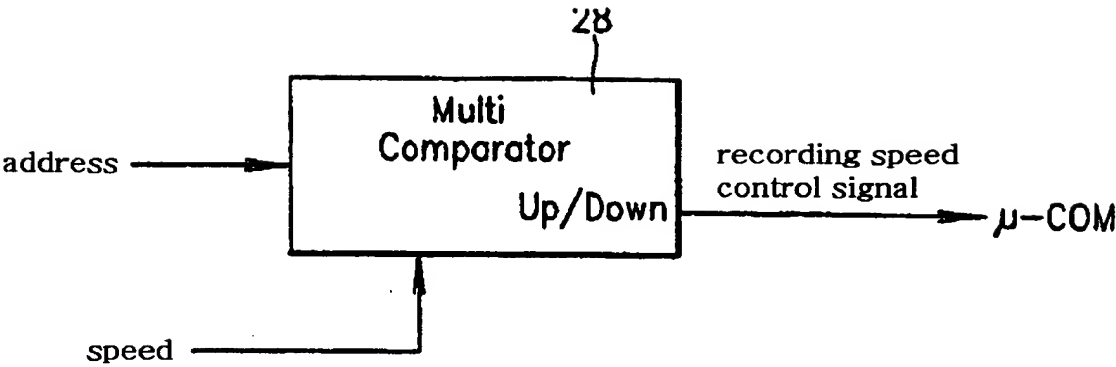 28
Multi
Comparator
address
recording speed
control signal
Up/Down
μ-COM
speed